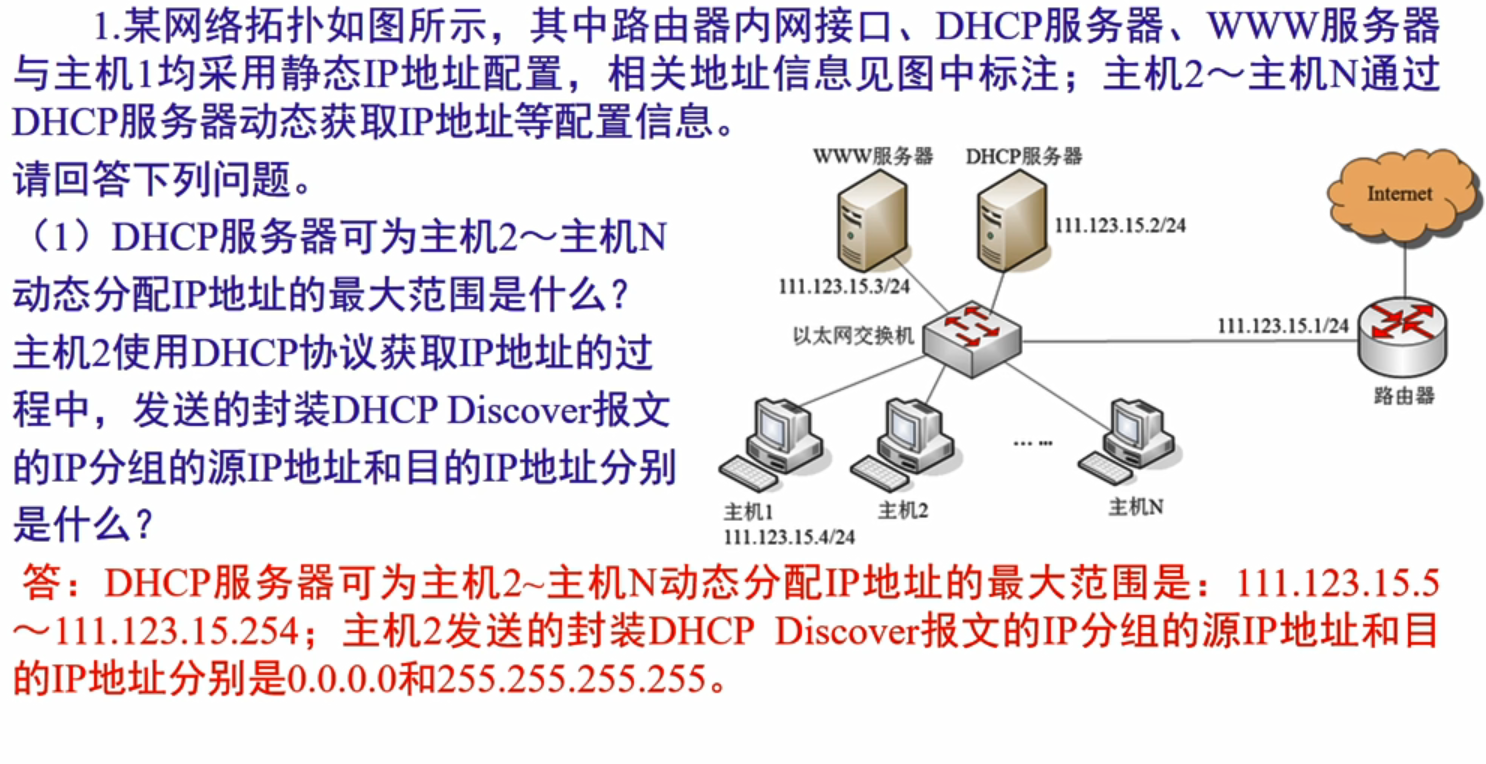 1.某网络拓扑如图所示，其中路由器内网接口、DHCP服务器、WWW服务器
与主机1均采用静态IP地址配置，相关地址信息见图中标注；主机2～主机N通过
DHCP服务器动态获取IP地址等配置信息。
请回答下列问题。
（1）DHCP服务器可为主机2～主机N
动态分配IP地址的最大范围是什么？
主机2使用DHCP协议获取IP地址的过
程中，发送的封装DHCP Discover报文
的IP分组的源IP地址和目的IP地址分别
是什么？
WWW服务器
DHCP服务器
Internet
111.123.15.2/24
111.123.15.3/24
以太网交换机
111.123.15.1/24
路由器
... ...
主机1
111.123.15.4/24
主机2
主机N
答：DHCP服务器可为主机2~主机N动态分配IP地址的最大范围是：111.123.15.5
～111.123.15.254；主机2发送的封装DHCP Discover报文的IP分组的源IP地址和目
的IP地址分别是0.0.0.0和255.255.255.255。